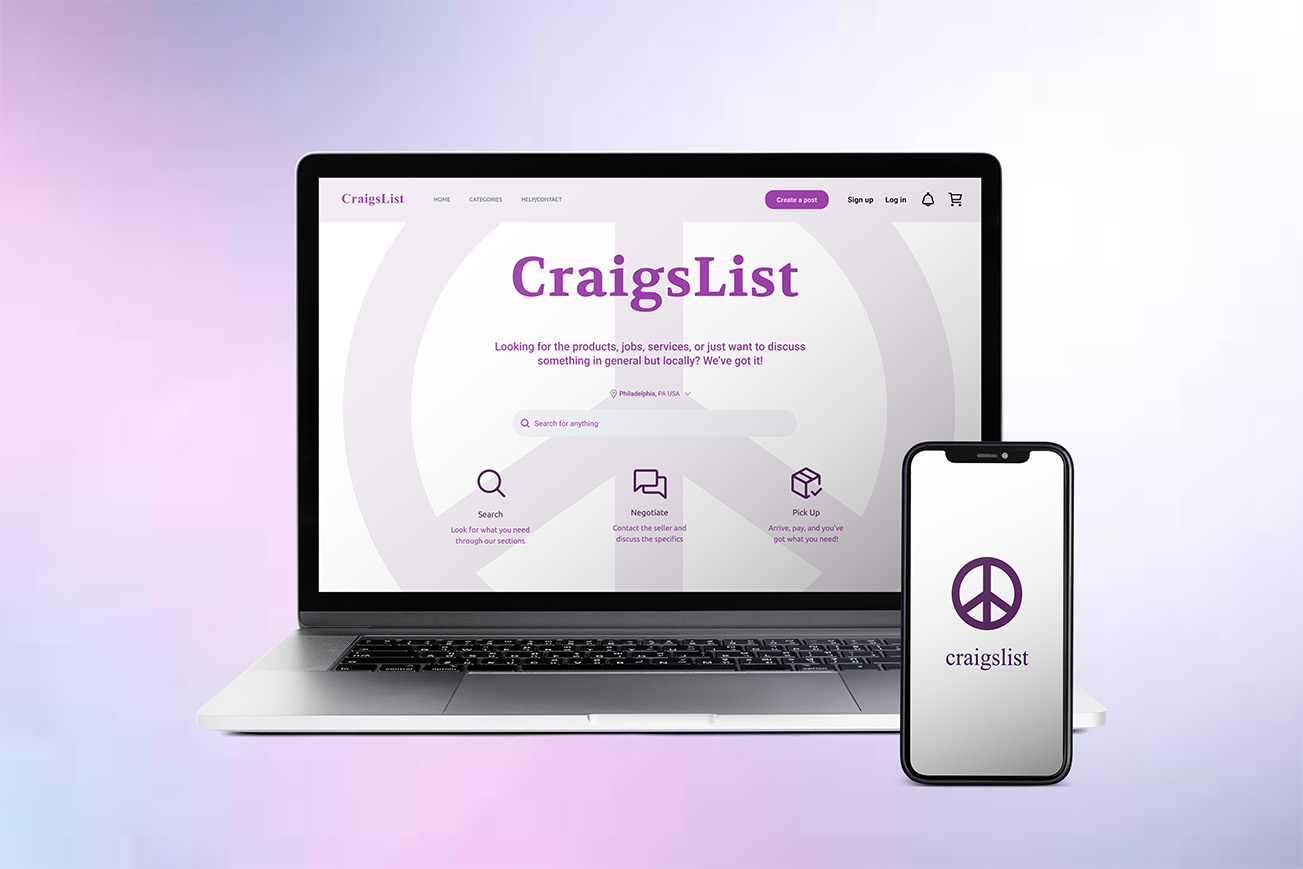 CraigsList
HOME
CATEGORIES
HELP/CONTACT
Create a post
Sign up
Log in
CraigsList
Looking for the products, jobs, services, or just want to discuss
something in general but locally? We've got it!
Philadelphia, PA USA
Search for anything
Search
Look for what you need
through our sections
Negotiate
Contact the seller and
discuss the specifics
Pick Up
Arrive, pay, and you've
got what you need!
craigslist